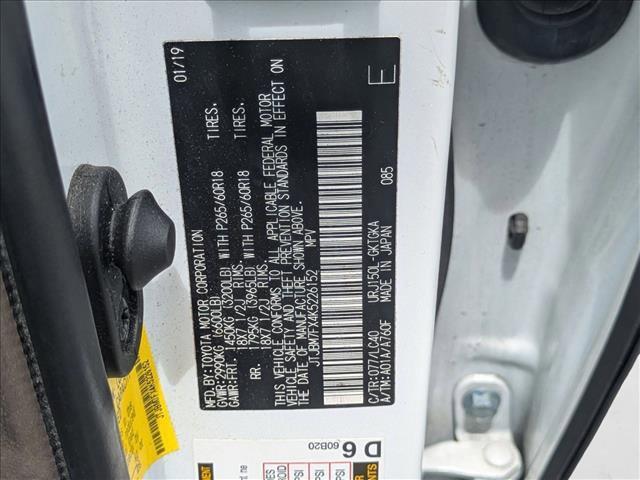 MFD.BY:TOYOTA MOTOR CORPORATION 01/19
GVWR:2990KG (6600LB)
GAWR:FRT. 1450KG (3200LB) WITH P265/60R18 TIRES.
18X7 1/2J RIMS.
RR. 1795KG (3965LB) WITH P265/60R18 TIRES.
18X7 1/2J RIMS.
THIS VEHICLE CONFORMS TO ALL APPLICABLE FEDERAL MOTOR
VEHICLE SAFETY AND THEFT PREVENTION STANDARDS IN EFFECT ON
THE DATE OF MANUFACTURE SHOWN ABOVE.
JTJBM7FX4K5226152 MPV
C/TR:077/LC40 URJ150L-GKTGKA 085
A/TM:A01A/A760F MADE IN JAPAN
E
D 6
60B20